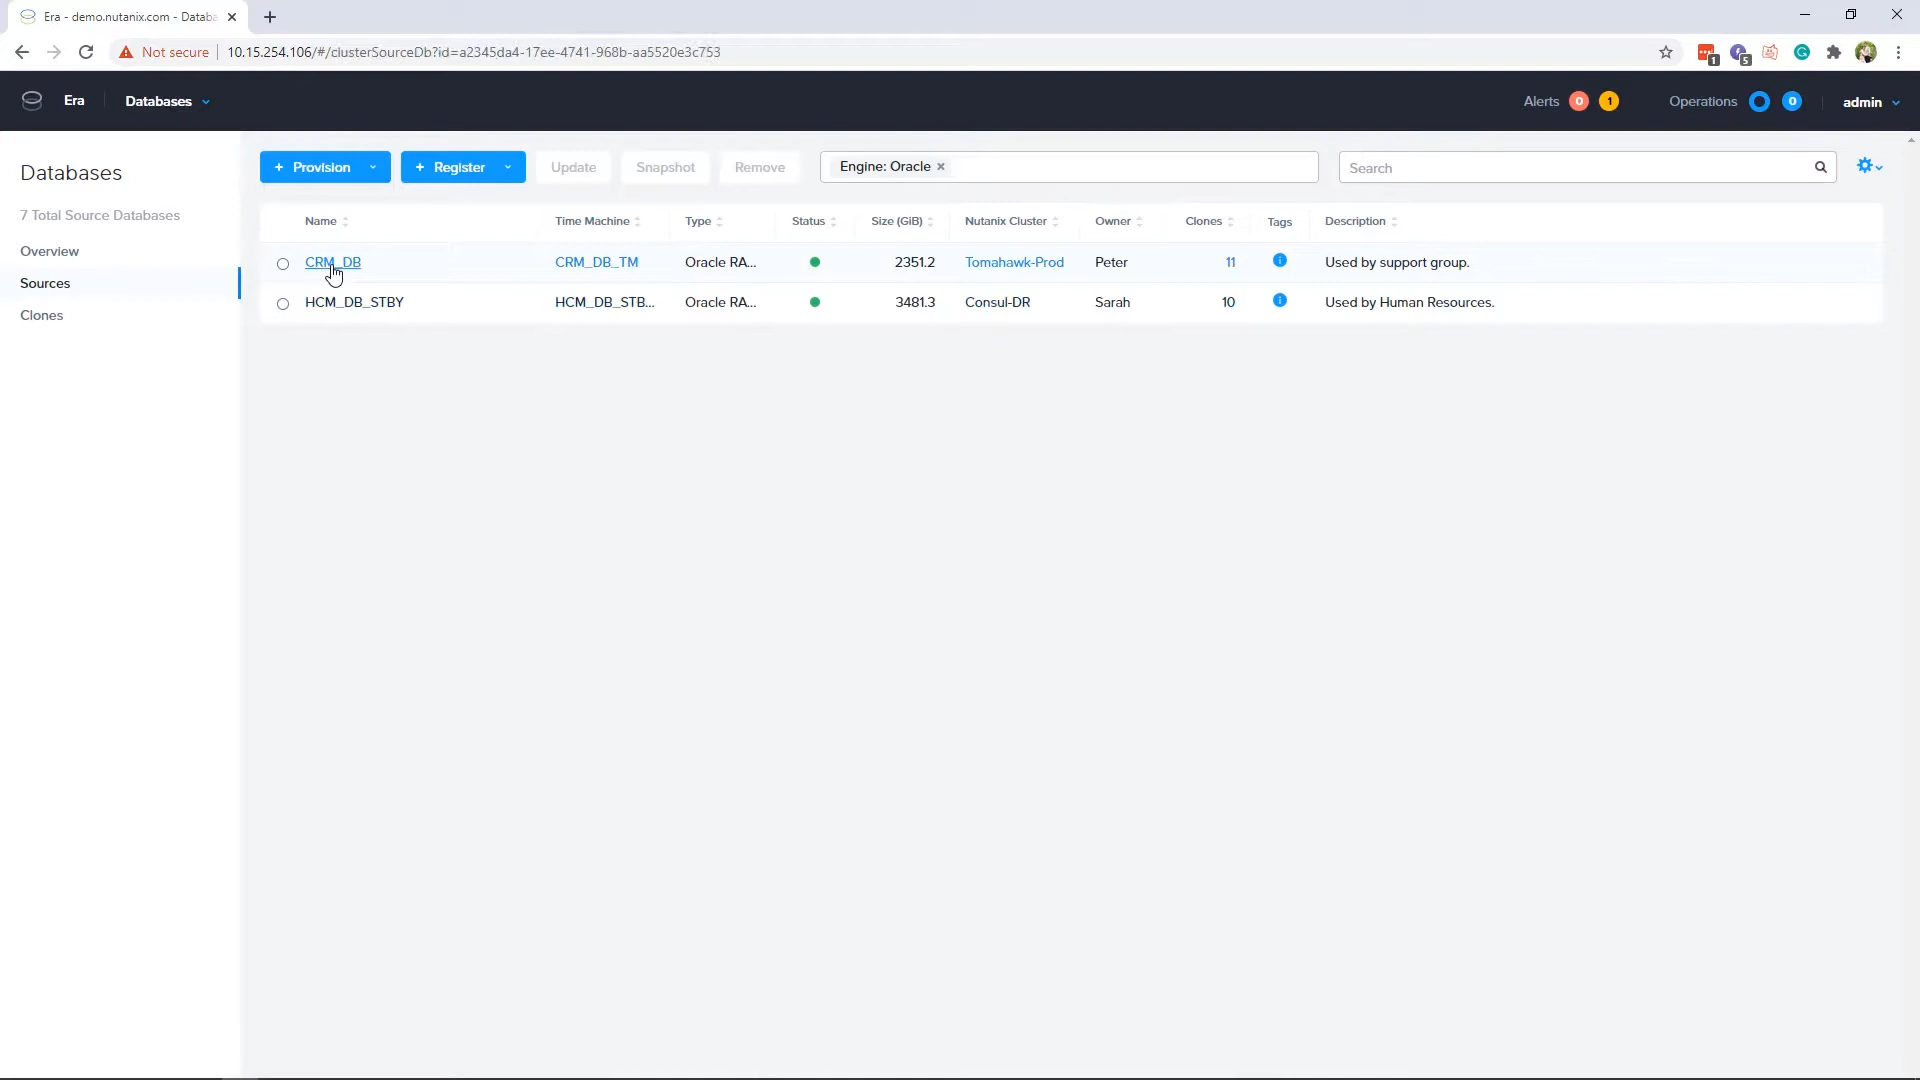 Era - demo.nutanix.com - Databa
Not secure 10.15.254.106/#/clusterSourceDb?id=a2345da4-17ee-4741-968b-aa5520e3c753
1
5
Era Databases Alerts 0 1 Operations 0 admin
Databases
7 Total Source Databases
Overview
Sources
Clones
+ Provision + Register Update Snapshot Remove Engine: Oracle × Search
Name Time Machine Type Status Size (GiB) Nutanix Cluster Owner Clones Tags Description
CRM_DB CRM_DB_TM Oracle RA... 2351.2 Tomahawk-Prod Peter 11 Used by support group.
HCM_DB_STBY HCM_DB_STB... Oracle RA... 3481.3 Consul-DR Sarah 10 Used by Human Resources.